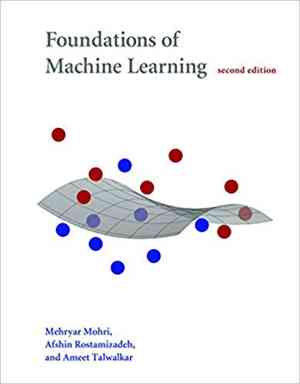 Foundations of
Machine Learning second edition
Mehryar Mohri,
Afshin Rostamizadeh,
and Ameet Talwalkar